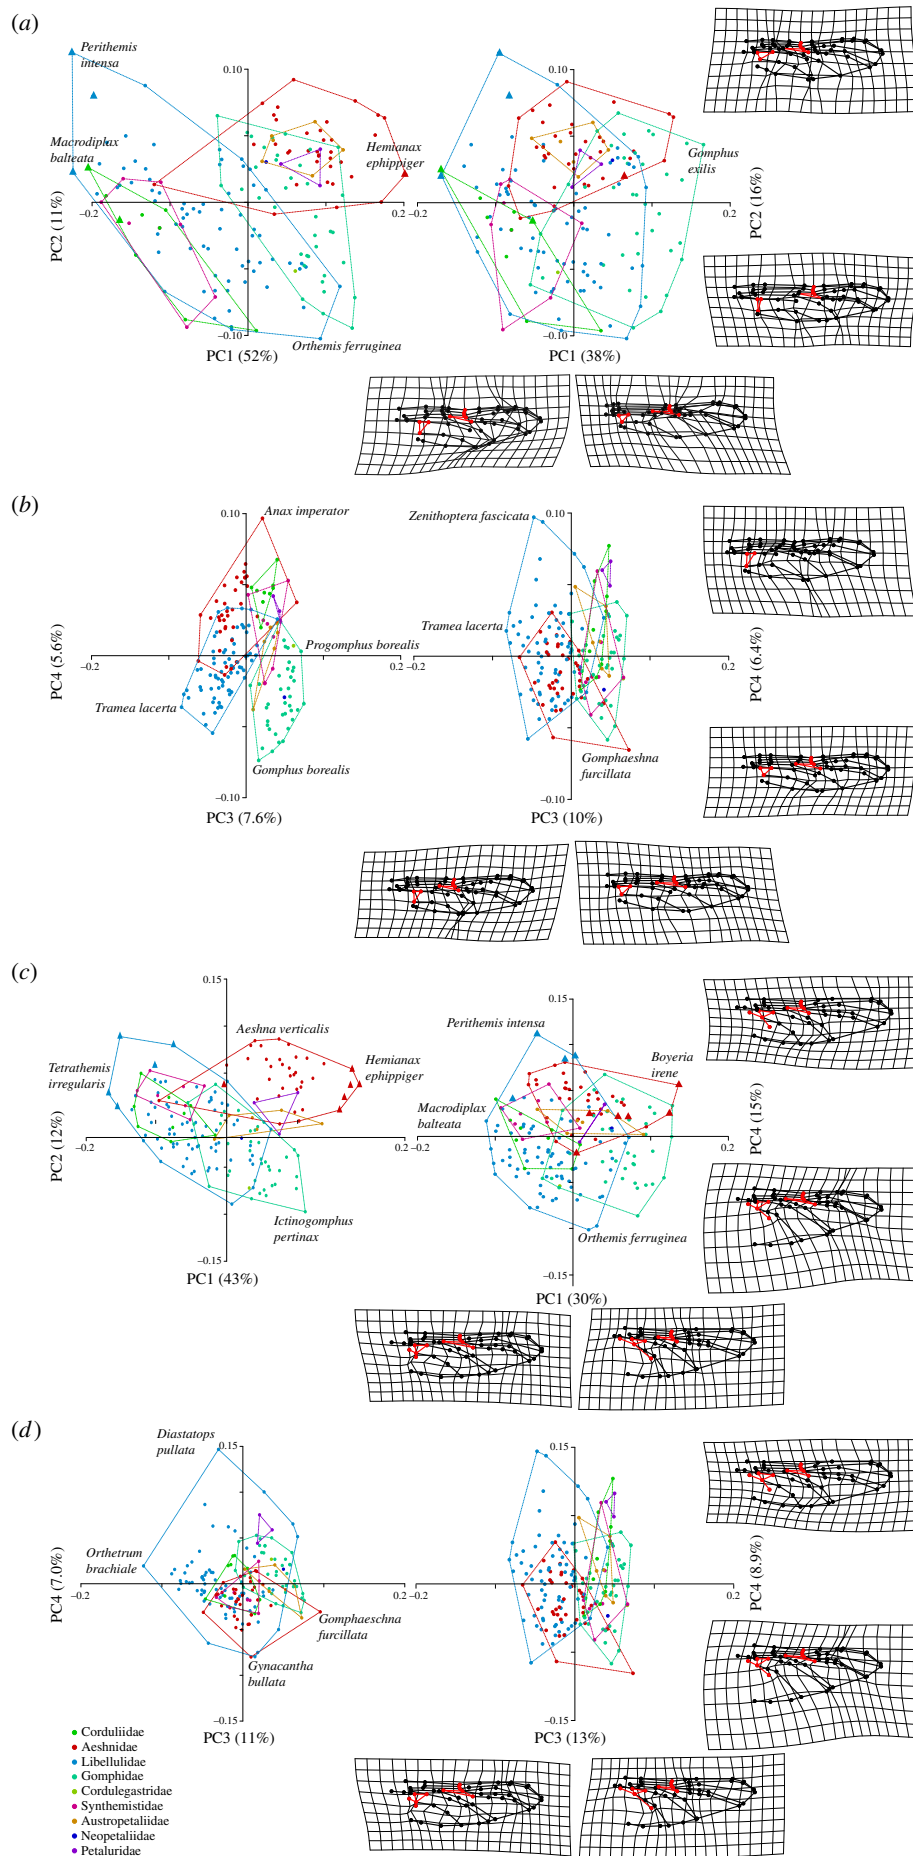 (a)
Perithemis
intensa
0.10
Macrodiplax
balteata
Hemianax
ephippiger
–0.2
0.2
PC2 (11%)
–0.10
Orthemis ferruginea
PC1 (52%)
0.10
Gomphus
exilis
–0.2
0.2
PC2 (16%)
–0.10
PC1 (38%)
(b)
0.10
Anax imperator
–0.2
0.2
PC4 (5.6%)
Progomphus borealis
Tramea lacerta
Gomphus borealis
–0.10
PC3 (7.6%)
Zenithoptera fascicata
0.10
Tramea lacerta
–0.2
0.2
PC4 (6.4%)
Gomphaeshna
furcillata
–0.10
PC3 (10%)
(c)
0.15
Aeshna verticalis
Tetrathemis
irregularis
Hemianax
ephippiger
–0.2
0.2
PC2 (12%)
Ictinogomphus
pertinax
–0.15
PC1 (43%)
0.15
Perithemis intensa
Boyeria
irene
Macrodiplax
balteata
–0.2
0.2
PC4 (15%)
Orthemis ferruginea
–0.15
PC1 (30%)
(d)
Diastatops
pullata
0.15
Orthetrum
brachiale
–0.2
0.2
PC4 (7.0%)
Gomphaeschna
furcillata
Gynacantha
bullata
–0.15
PC3 (11%)
0.15
–0.2
0.2
PC4 (8.9%)
–0.15
PC3 (13%)
Corduliidae
Aeshnidae
Libellulidae
Gomphidae
Cordulegastridae
Synthemistidae
Austropetaliidae
Neopetaliidae
Petaluridae